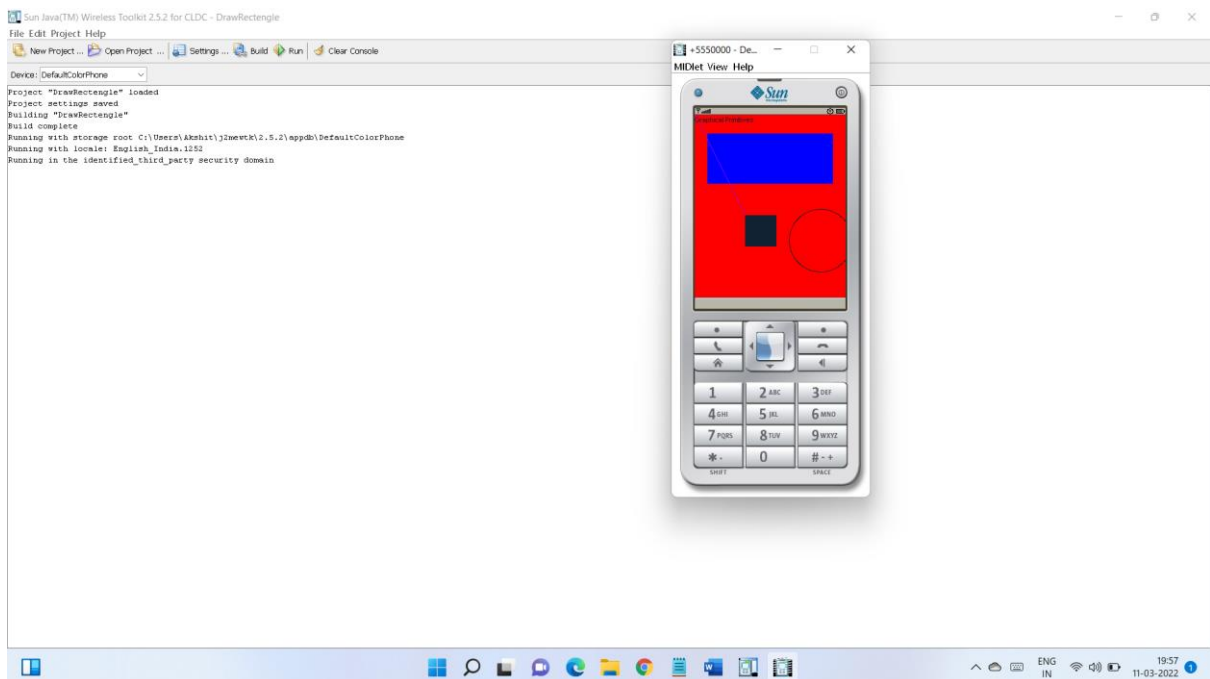 Sun Java(TM) Wireless Toolkit 2.5.2 for CLDC - DrawRectengle
File Edit Project Help
New Project ... Open Project ... Settings ... Build Run Clear Console
Device: DefaultColorPhone
Project "DrawRectengle" loaded
Project settings saved
Building "DrawRectengle"
Build complete
Running with storage root C:\Users\Akshit\j2mewtk\2.5.2\appdb\DefaultColorPhone
Running with locale: English_India.1252
Running in the identified_third_party security domain
+5550000 - De...
MIDlet View Help
Sun
1 2 ABC 3 DEF
4 GHI 5 JKL 6 MNO
7 PQRS 8 TUV 9 WXYZ
* - 0 # - +
SHIFT SPACE
ENG
IN
19:57
11-03-2022
1